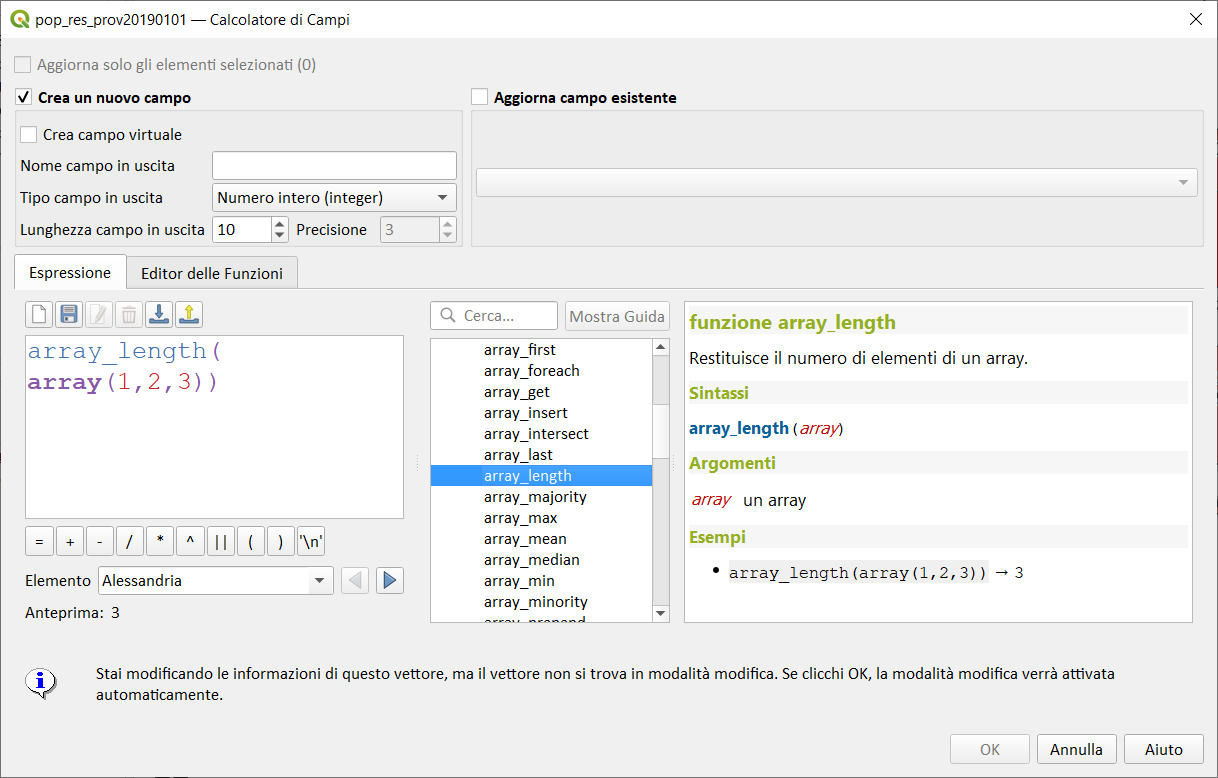 pop_res_prov20190101 — Calcolatore di Campi
Aggiorna solo gli elementi selezionati (0)
Crea un nuovo campo
Aggiorna campo esistente
Crea campo virtuale
Nome campo in uscita
Tipo campo in uscita
Numero intero (integer)
Lunghezza campo in uscita
10
Precisione
3
Espressione
Editor delle Funzioni
array_length(
array(1,2,3))
= + - / * ^ || ( ) '\n'
Elemento
Alessandria
Anteprima: 3
Cerca...
Mostra Guida
array_first
array_foreach
array_get
array_insert
array_intersect
array_last
array_length
array_majority
array_max
array_mean
array_median
array_min
array_minority
array_prepend
funzione array_length
Restituisce il numero di elementi di un array.
Sintassi
array_length(array)
Argomenti
array un array
Esempi
• array_length(array(1,2,3)) → 3
Stai modificando le informazioni di questo vettore, ma il vettore non si trova in modalità modifica. Se clicchi OK, la modalità modifica verrà attivata
automaticamente.
OK
Annulla
Aiuto